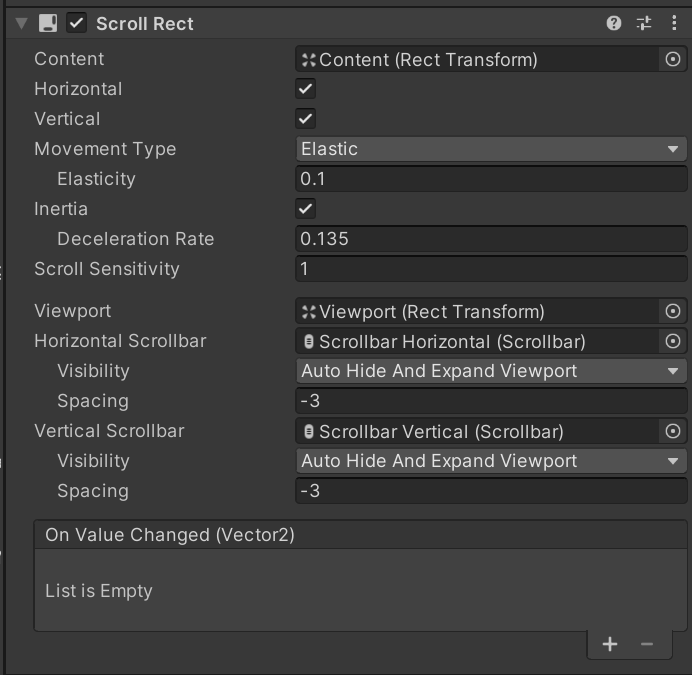 Scroll Rect
Content Content (Rect Transform)
Horizontal
Vertical
Movement Type Elastic
Elasticity 0.1
Inertia
Deceleration Rate 0.135
Scroll Sensitivity 1
Viewport Viewport (Rect Transform)
Horizontal Scrollbar Scrollbar Horizontal (Scrollbar)
Visibility Auto Hide And Expand Viewport
Spacing -3
Vertical Scrollbar Scrollbar Vertical (Scrollbar)
Visibility Auto Hide And Expand Viewport
Spacing -3
On Value Changed (Vector2)
List is Empty